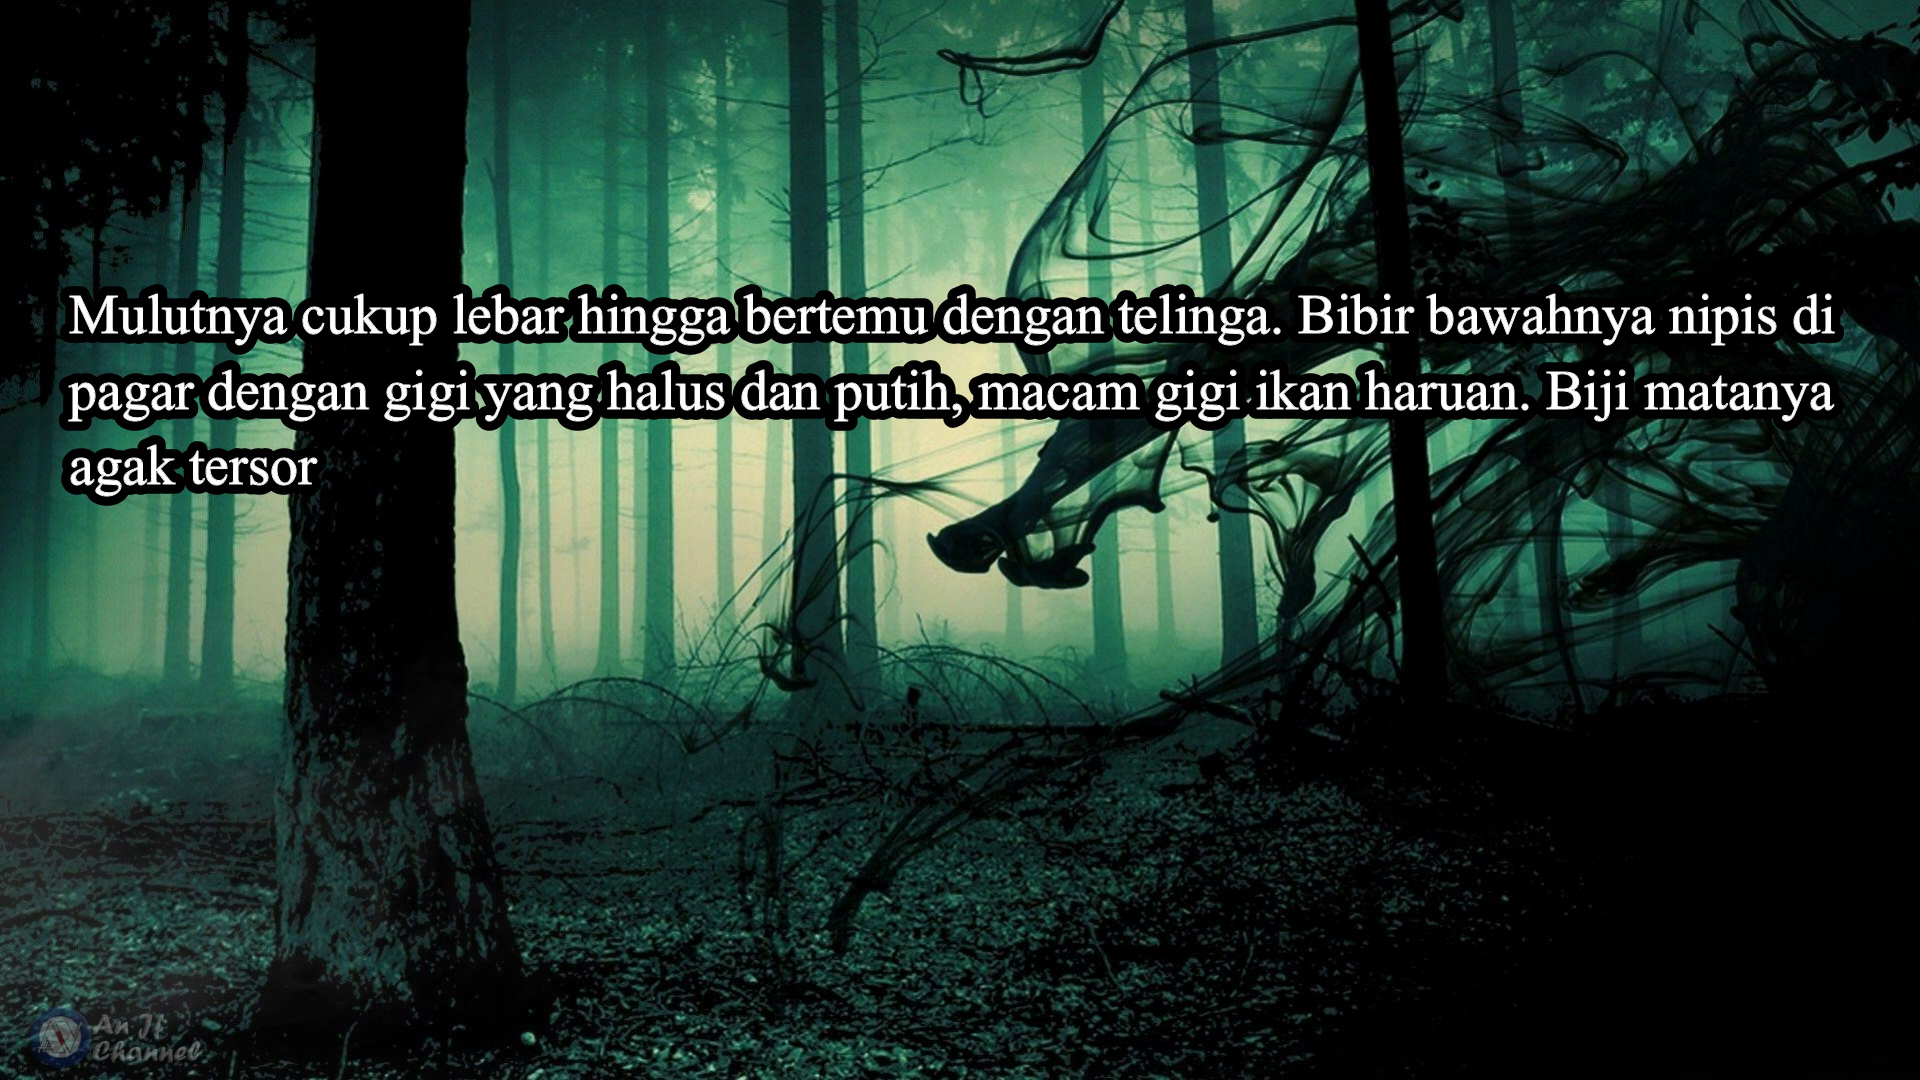 Mulutnya cukup lebar hingga bertemu dengan telinga. Bibir bawahnya nipis di
pagar dengan gigi yang halus dan putih, macam gigi ikan haruan. Biji matanya
agak tersor
An Jf
Channel